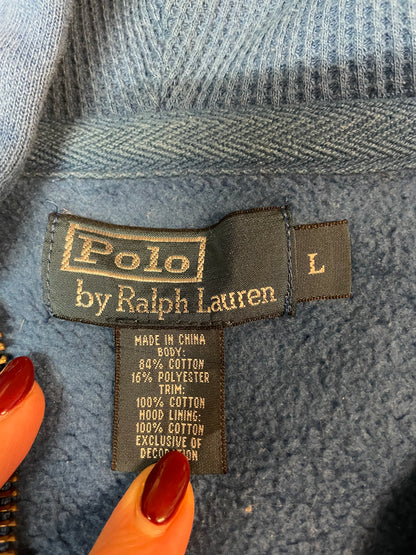 Polo
by Ralph Lauren
L
MADE IN CHINA
BODY:
84% COTTON
16% POLYESTER
TRIM:
100% COTTON
HOOD LINING:
100% COTTON
EXCLUSIVE OF
DECORATION